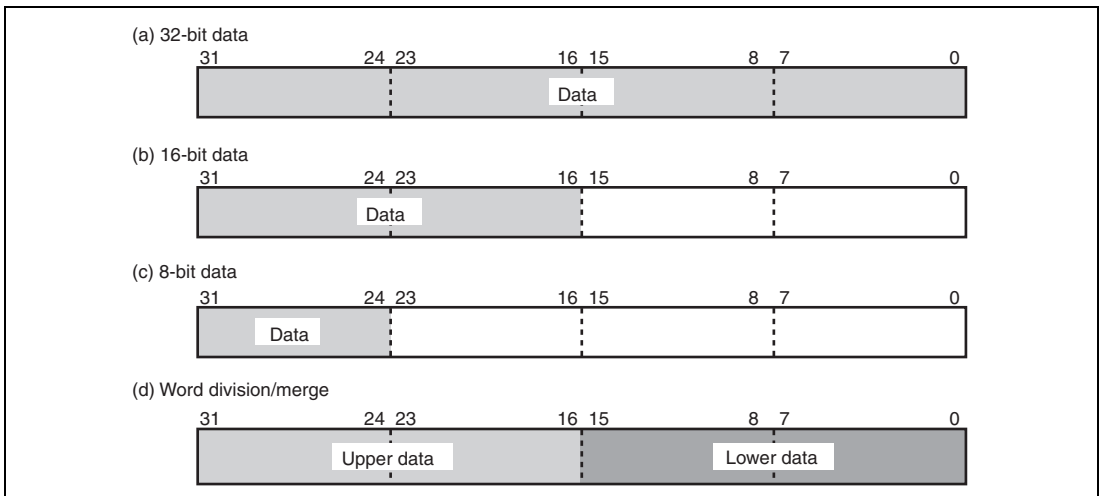 (a) 32-bit data
31 24 23 16 15 8 7 0
Data
(b) 16-bit data
31 24 23 16 15 8 7 0
Data
(c) 8-bit data
31 24 23 16 15 8 7 0
Data
(d) Word division/merge
31 24 23 16 15 8 7 0
Upper data Lower data